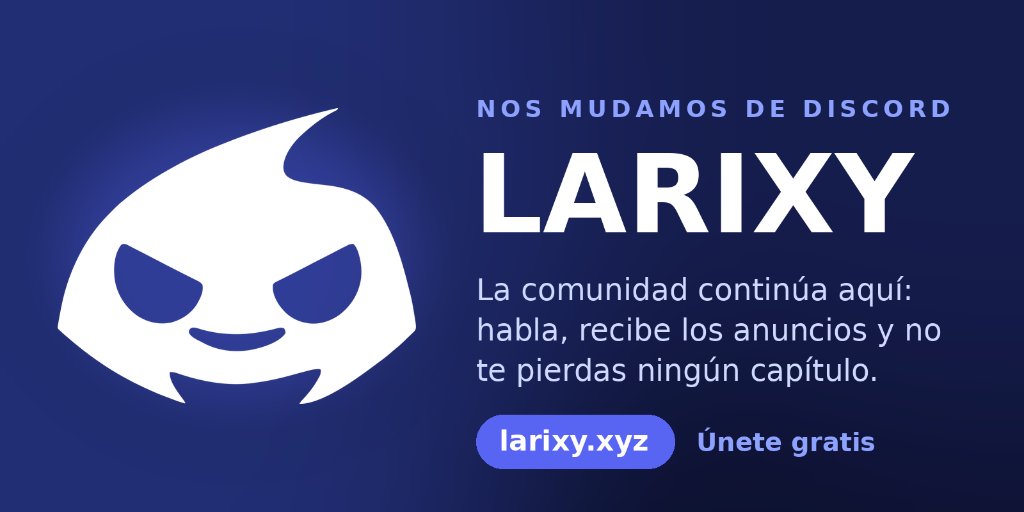 NOS MUDAMOS DE DISCORD
LARIXY
La comunidad continúa aquí:
habla, recibe los anuncios y no
te pierdas ningún capítulo.
larixy.xyz
Únete gratis